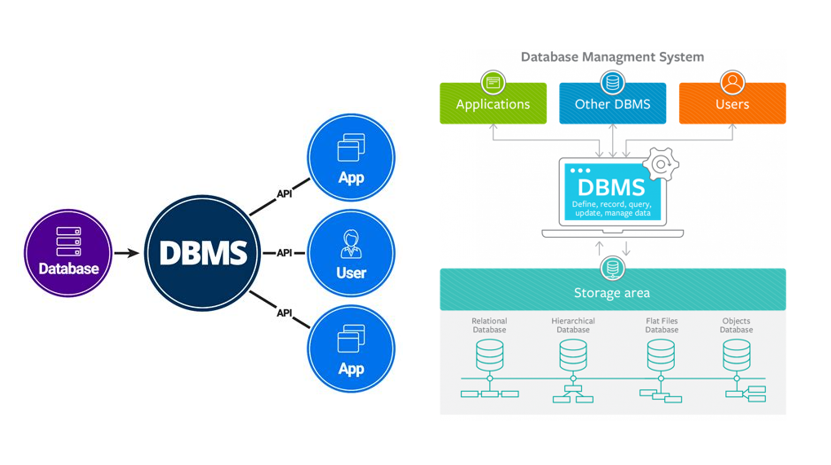 Database
DBMS
API
API
API
App
User
App
Database Managment System
Applications
Other DBMS
Users
DBMS
Define, record, query,
update, manage data
Storage area
Relational
Database
Hierarchical
Database
Flat Files
Database
Objects
Database